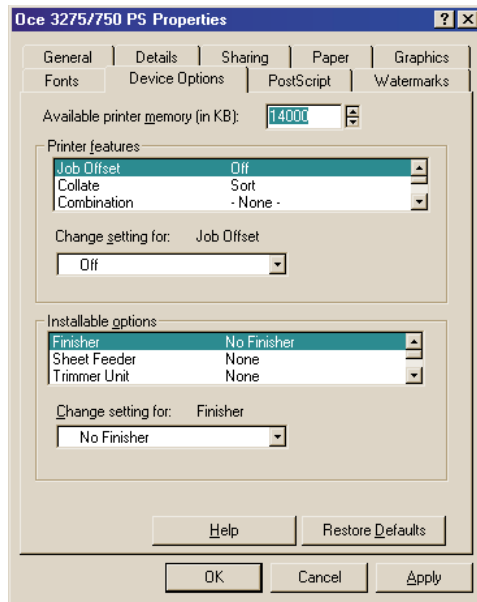 Oce 3275/750 PS Properties
General Details Sharing Paper Graphics
Fonts Device Options PostScript Watermarks
Available printer memory (in KB): 14000
Printer features
Job Offset Off
Collate Sort
Combination - None -
Change setting for: Job Offset
Off
Installable options
Finisher No Finisher
Sheet Feeder None
Trimmer Unit None
Change setting for: Finisher
No Finisher
Help Restore Defaults
OK Cancel Apply